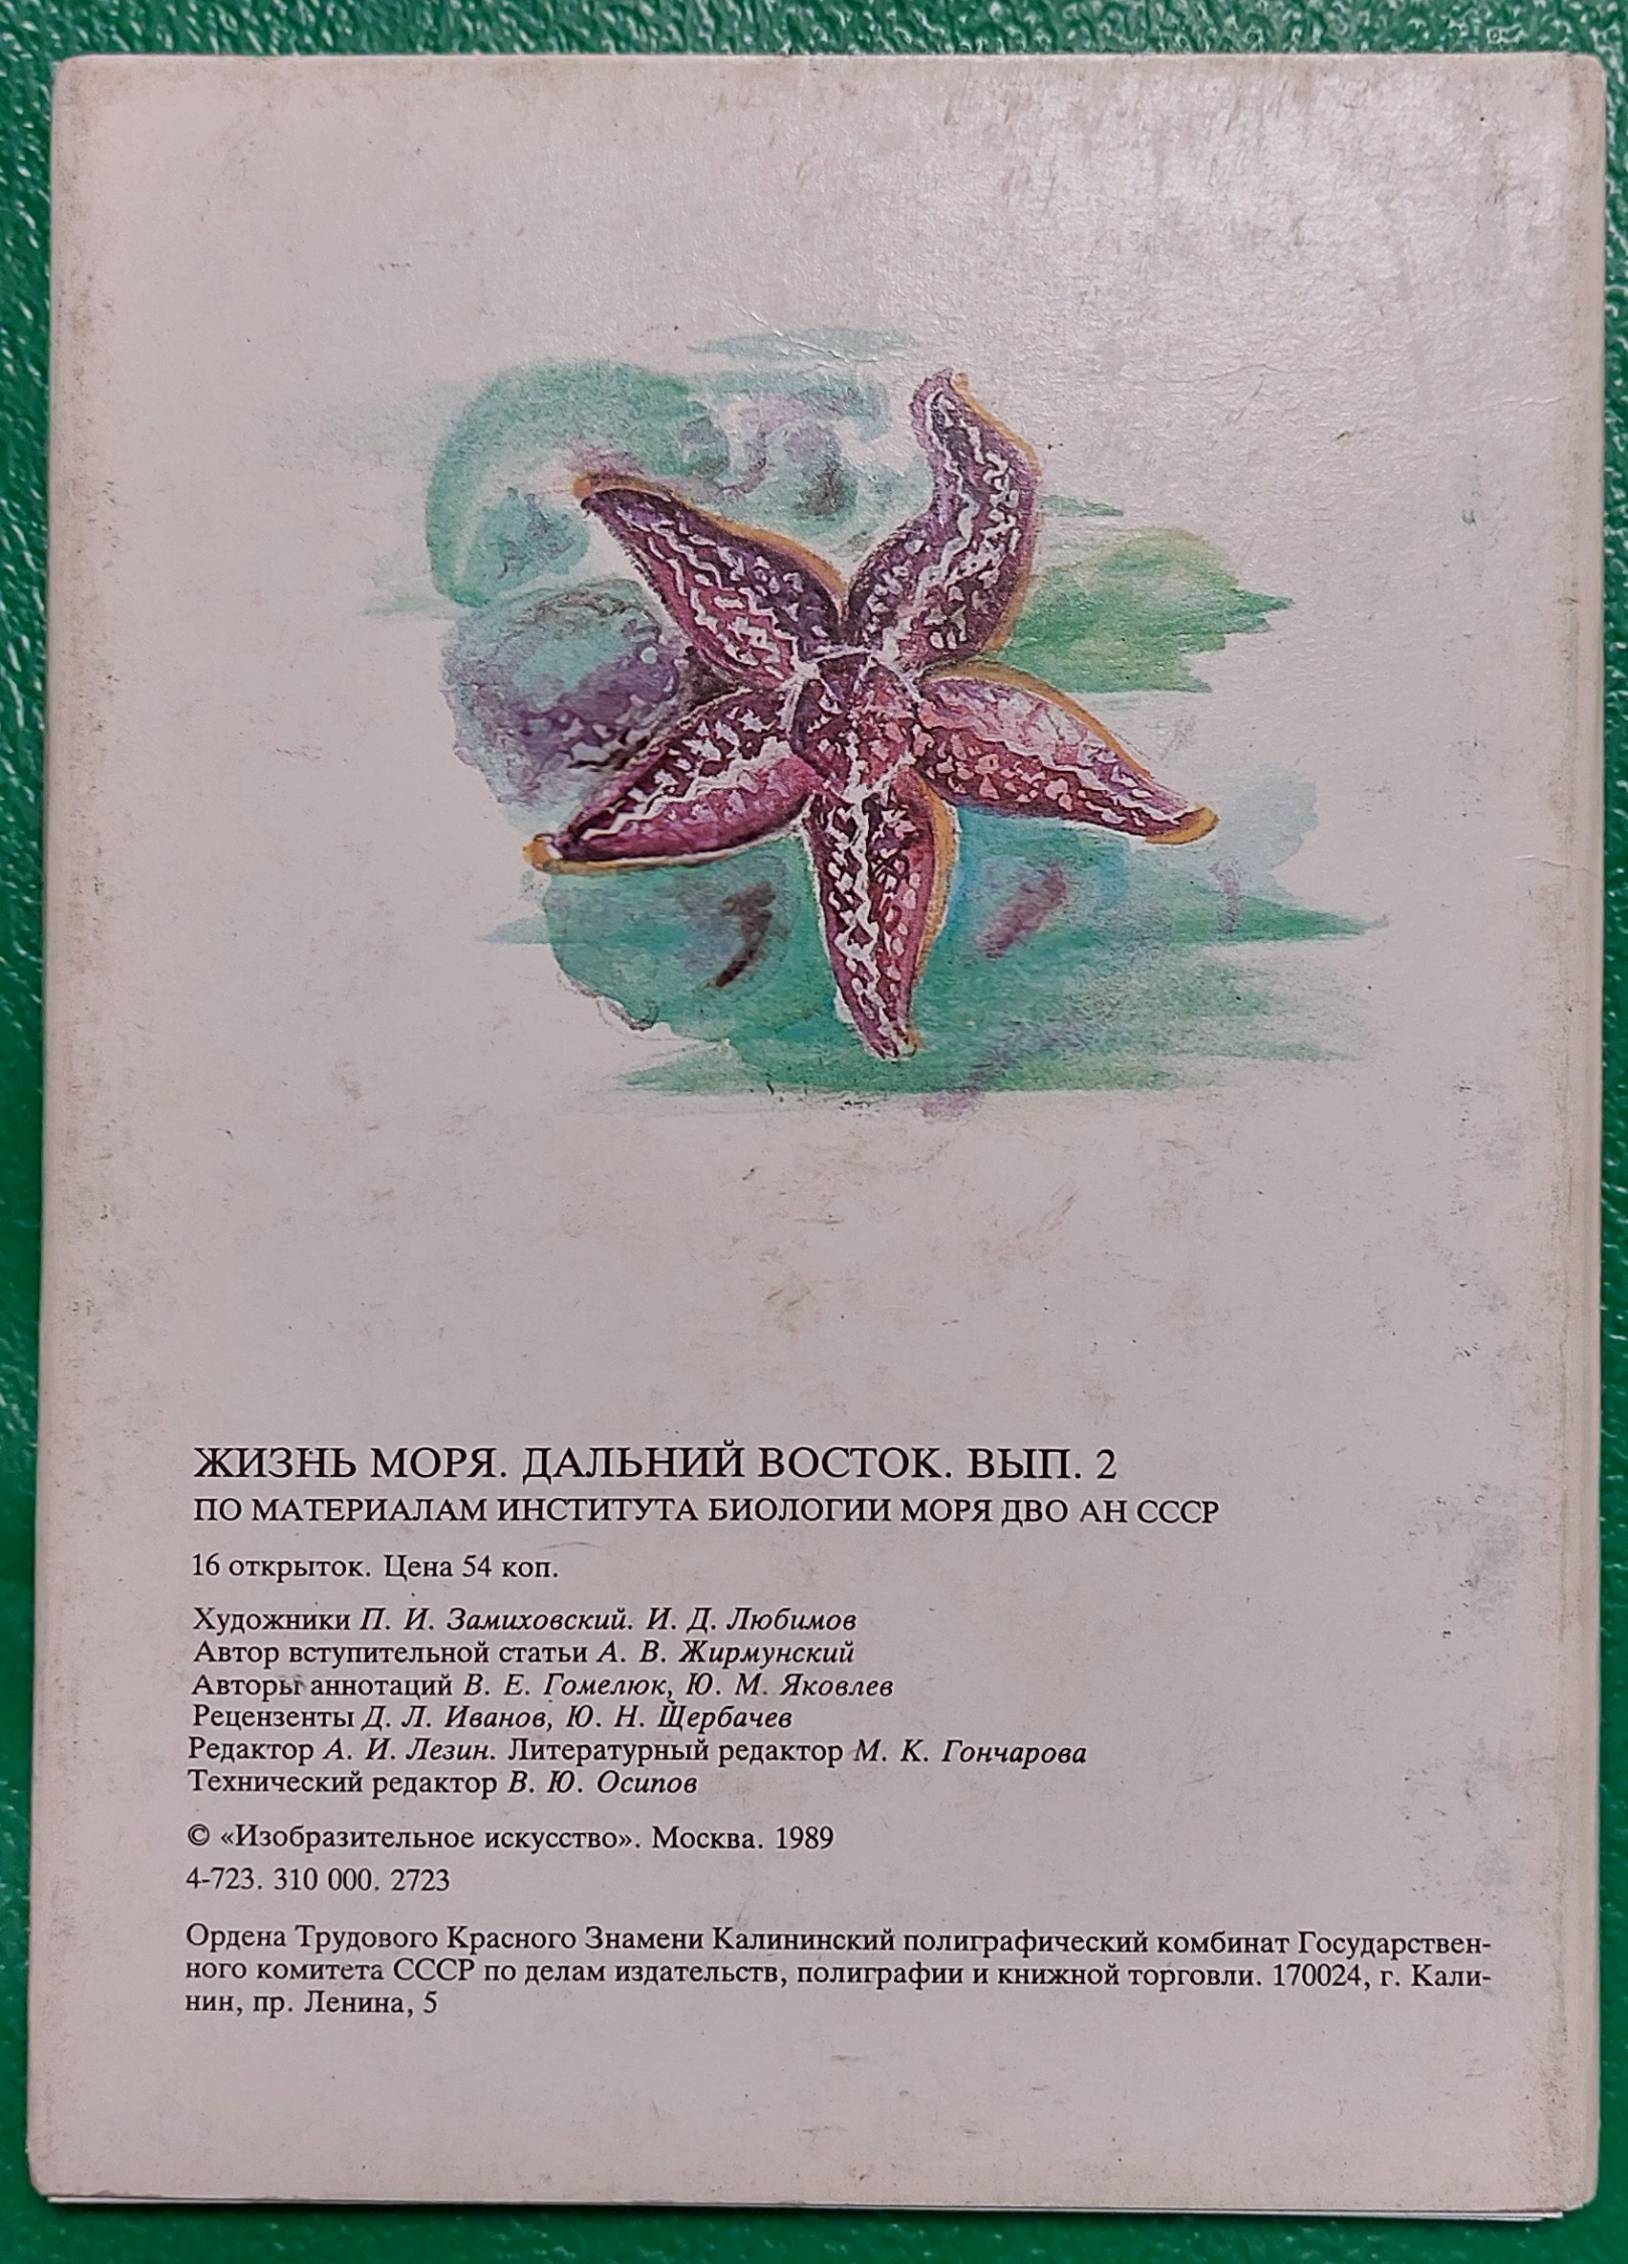 ЖИЗНЬ МОРЯ. ДАЛЬНИЙ ВОСТОК. ВЫП. 2
ПО МАТЕРИАЛАМ ИНСТИТУТА БИОЛОГИИ МОРЯ ДВО АН СССР
16 открыток. Цена 54 коп.
Художники П. И. Замиховский. И. Д. Любимов
Автор вступительной статьи А. В. Жирмунский
Авторы аннотаций В. Е. Гомелюк, Ю. М. Яковлев
Рецензенты Д. Л. Иванов, Ю. Н. Щербачев
Редактор А. И. Лезин. Литературный редактор М. К. Гончарова
Технический редактор В. Ю. Осипов
© «Изобразительное искусство». Москва. 1989
4-723. 310 000. 2723
Ордена Трудового Красного Знамени Калининский полиграфический комбинат Государствен-
ного комитета СССР по делам издательств, полиграфии и книжной торговли. 170024, г. Кали-
нин, пр. Ленина, 5